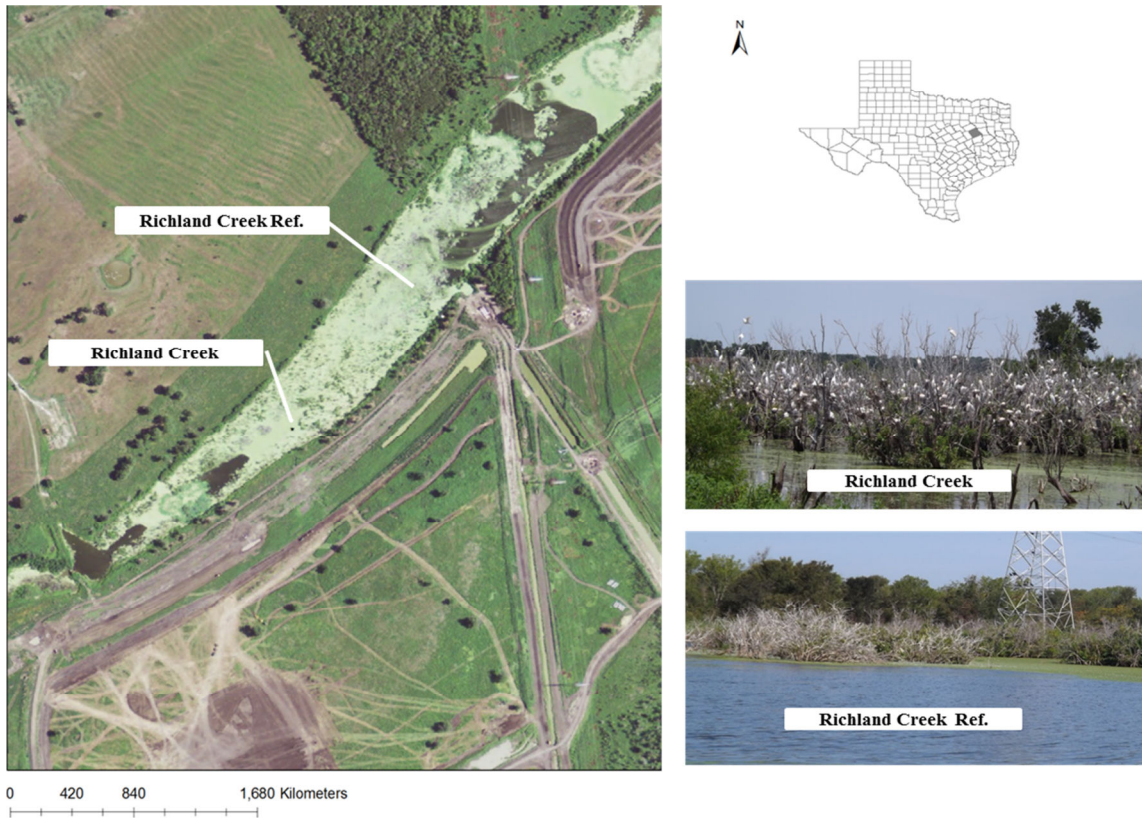 Richland Creek Ref.
Richland Creek
0 420 840 1,680 Kilometers
N
Richland Creek
Richland Creek Ref.